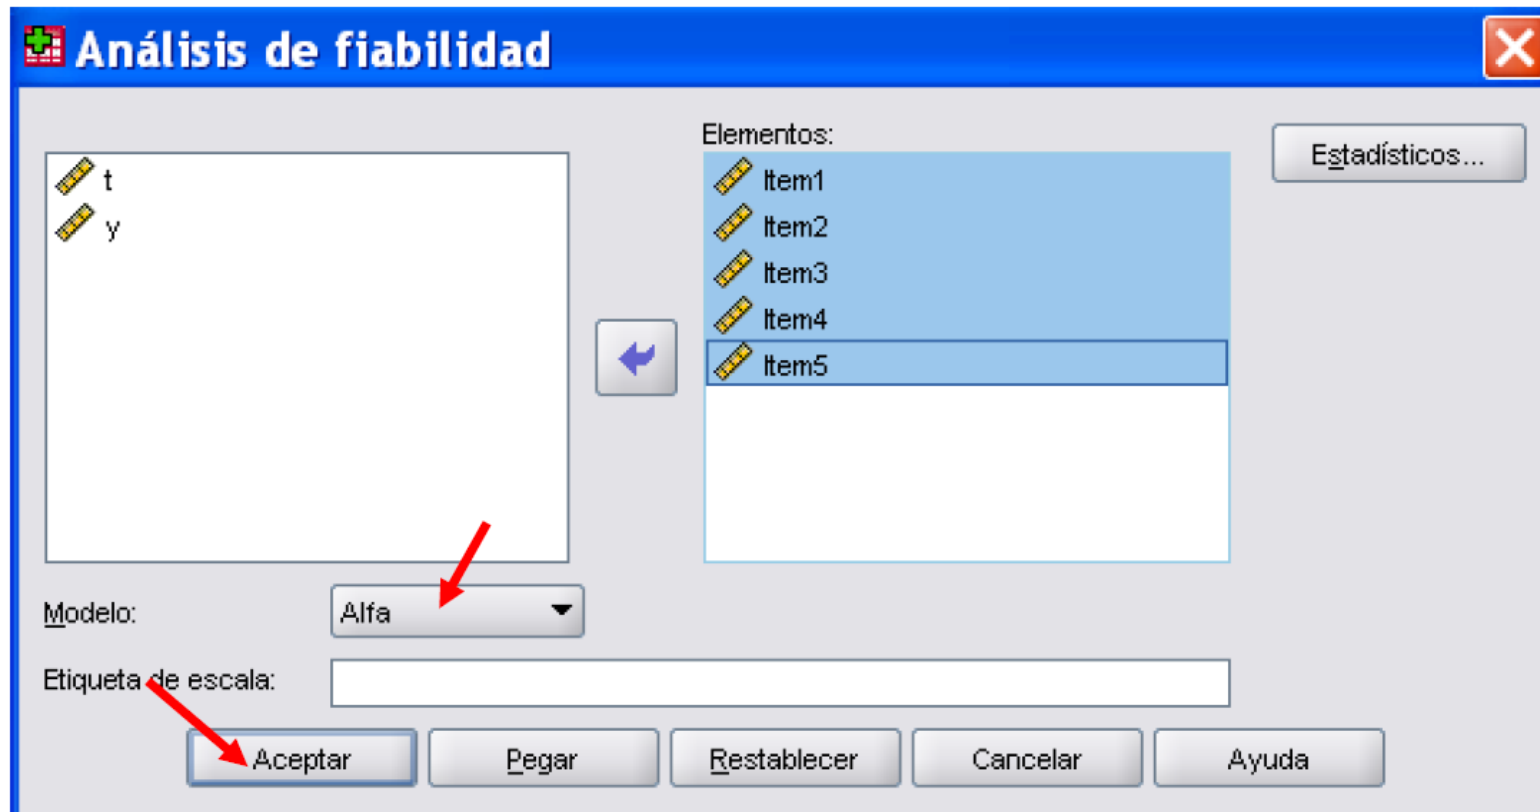 Análisis de fiabilidad
Elementos:
Estadísticos...
t
y
Item1
Item2
Item3
Item4
Item5
Modelo:
Alfa
Etiqueta de escala:
Aceptar
Pegar
Restablecer
Cancelar
Ayuda